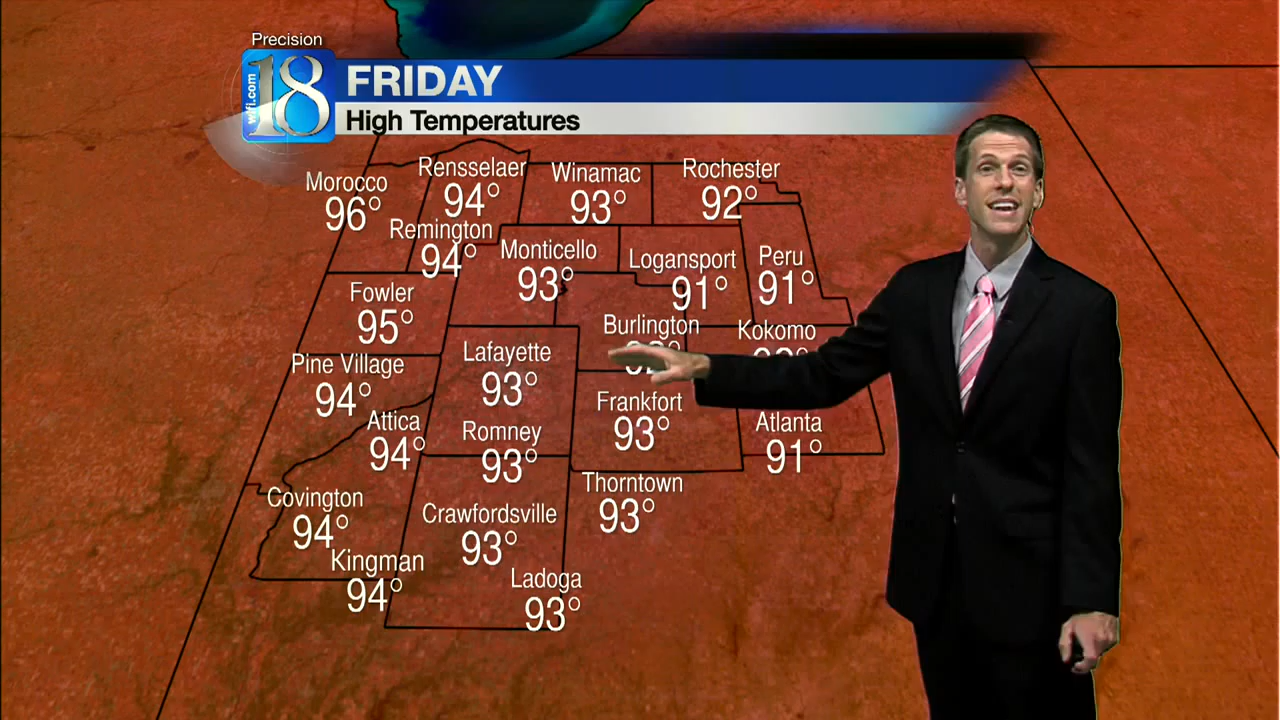 Precision
wlfi.com
18
FRIDAY
High Temperatures
Morocco
96°
Rensselaer
94°
Winamac
93°
Rochester
92°
Remington
94°
Monticello
93°
Logansport
91°
Peru
91°
Fowler
95°
Burlington
Kokomo
Lafayette
93°
Pine Village
94°
Frankfort
93°
Attica
94°
Romney
93°
Atlanta
91°
Thorntown
93°
Covington
94°
Crawfordsville
93°
Kingman
94°
Ladoga
93°